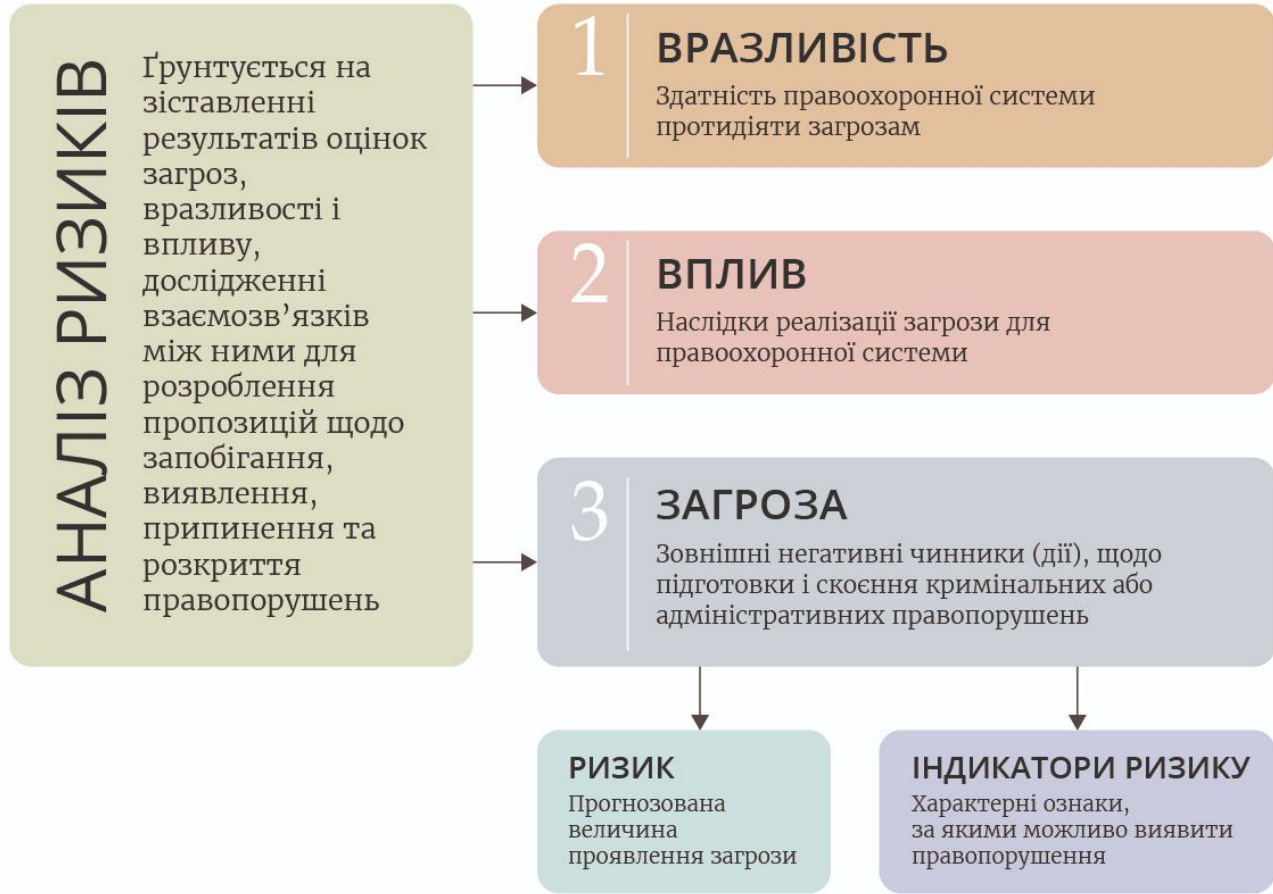 АНАЛІЗ РИЗИКІВ
Ґрунтується на
зіставленні
результатів оцінок
загроз,
вразливості і
впливу,
дослідженні
взаємозв’язків
між ними для
розроблення
пропозицій щодо
запобігання,
виявлення,
припинення та
розкриття
правопорушень
1
ВРАЗЛИВІСТЬ
Здатність правоохоронної системи
протидіяти загрозам
2
ВПЛИВ
Наслідки реалізації загрози для
правоохоронної системи
3
ЗАГРОЗА
Зовнішні негативні чинники (дії), щодо
підготовки і скоєння кримінальних або
адміністративних правопорушень
РИЗИК
Прогнозована
величина
проявлення загрози
ІНДИКАТОРИ РИЗИКУ
Характерні ознаки,
за якими можливо виявити
правопорушення